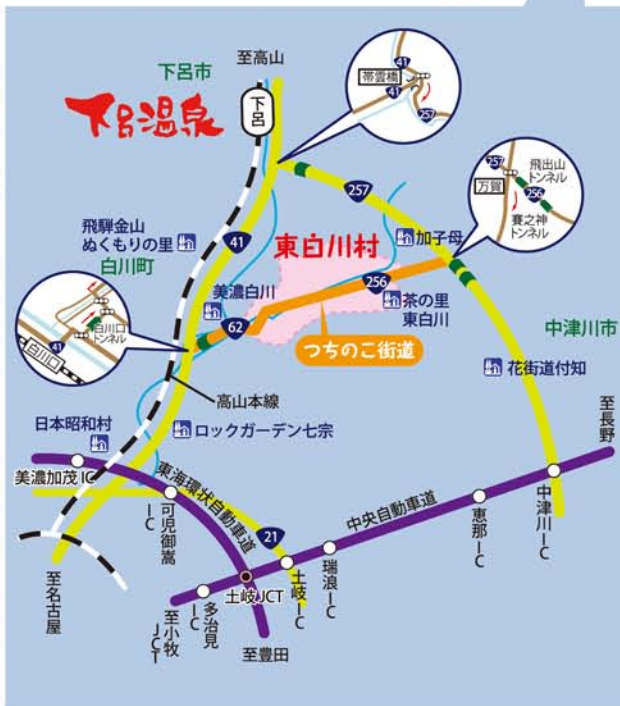 至高山
下呂市
下呂温泉
下呂
41
帯雲橋
41
257
257
257
飛出山
トンネル
万賀
256
賽之神
トンネル
飛騨金山
ぬくもりの里
41
白川町
東白川村
加子母
美濃白川
256
茶の里
東白川
白川口
トンネル
41
白川口
62
つちのこ街道
中津川市
花街道付知
高山本線
至長野
日本昭和村
ロックガーデン七宗
美濃加茂IC
東海環状自動車道
可児御嵩IC
21
中央自動車道
中津川IC
恵那IC
瑞浪IC
土岐IC
土岐JCT
多治見IC
至小牧JCT
至名古屋
至豊田